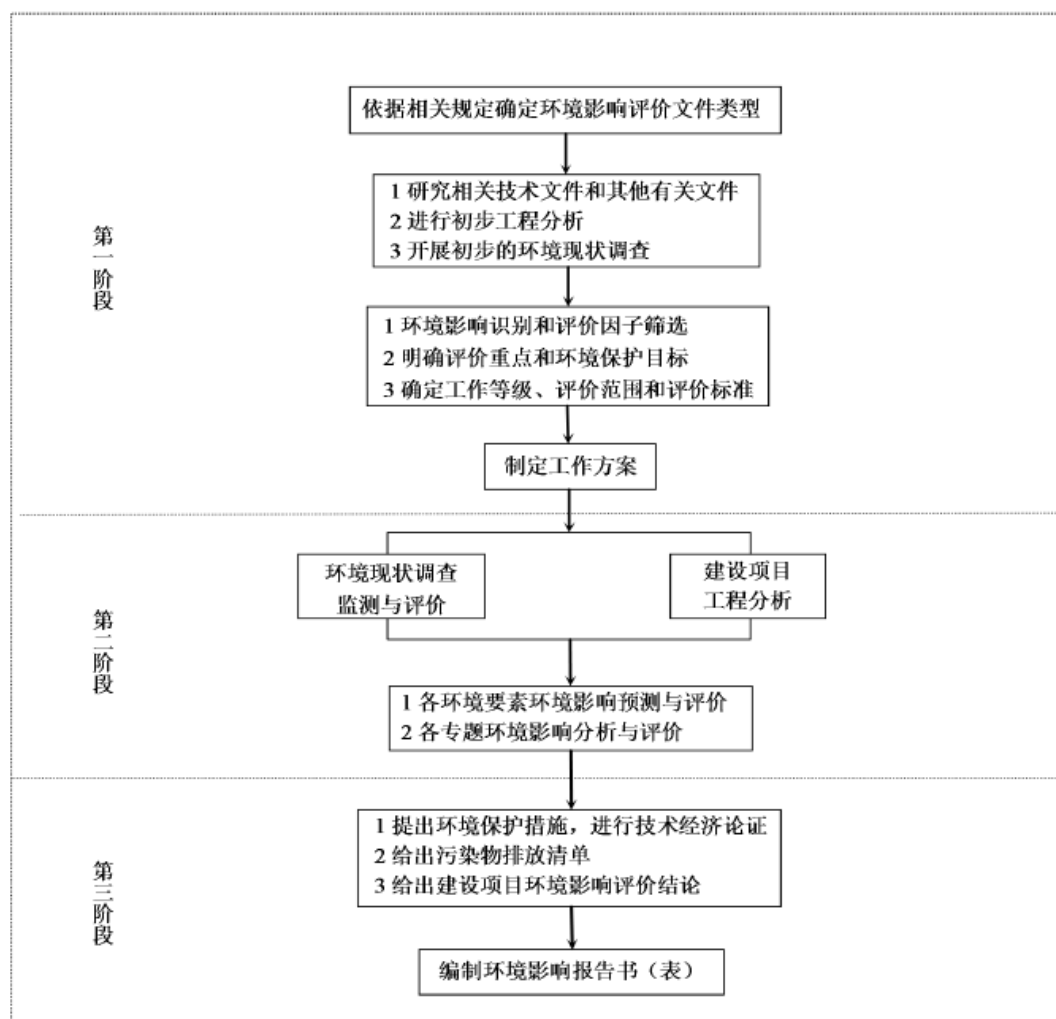 依据相关规定确定环境影响评价文件类型
第一阶段
1 研究相关技术文件和其他有关文件
2 进行初步工程分析
3 开展初步的环境现状调查
1 环境影响识别和评价因子筛选
2 明确评价重点和环境保护目标
3 确定工作等级、评价范围和评价标准
制定工作方案
第二阶段
环境现状调查
监测与评价
建设项目
工程分析
1 各环境要素环境影响预测与评价
2 各专题环境影响分析与评价
第三阶段
1 提出环境保护措施，进行技术经济论证
2 给出污染物排放清单
3 给出建设项目环境影响评价结论
编制环境影响报告书（表）